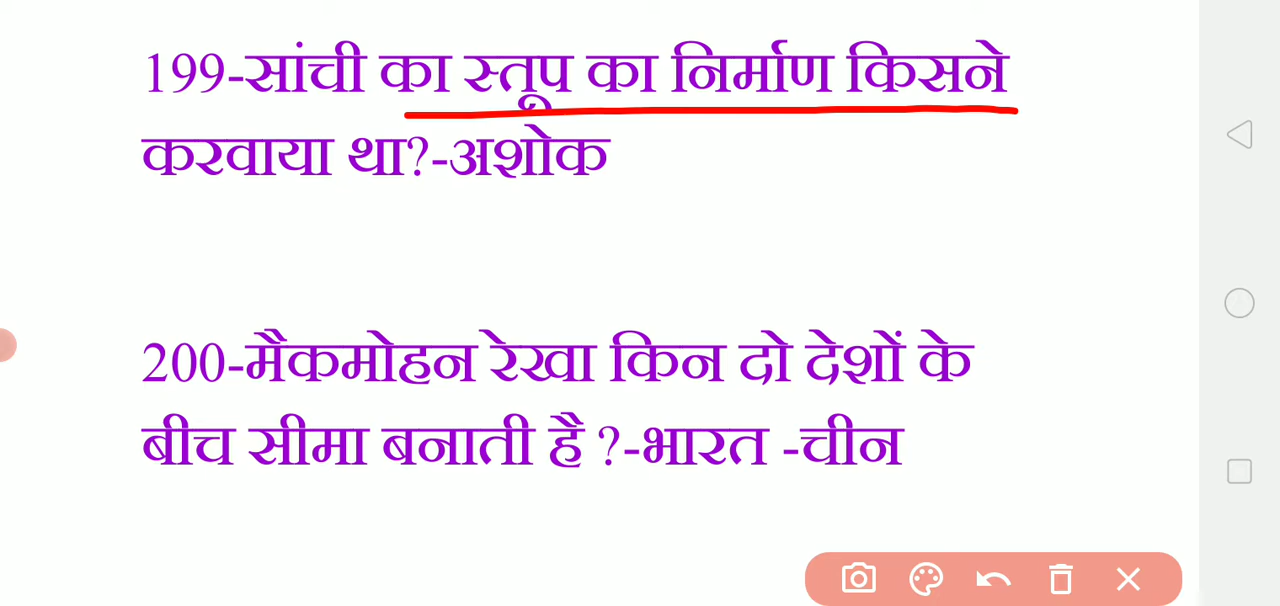 199-सांची का स्तूप का निर्माण किसने
करवाया था?-अशोक
200-मैकमोहन रेखा किन दो देशों के
बीच सीमा बनाती है ?-भारत -चीन